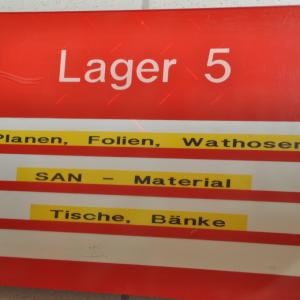 Lager 5
Planen, Folien, Wathosen
SAN - Material
Tische, Bänke